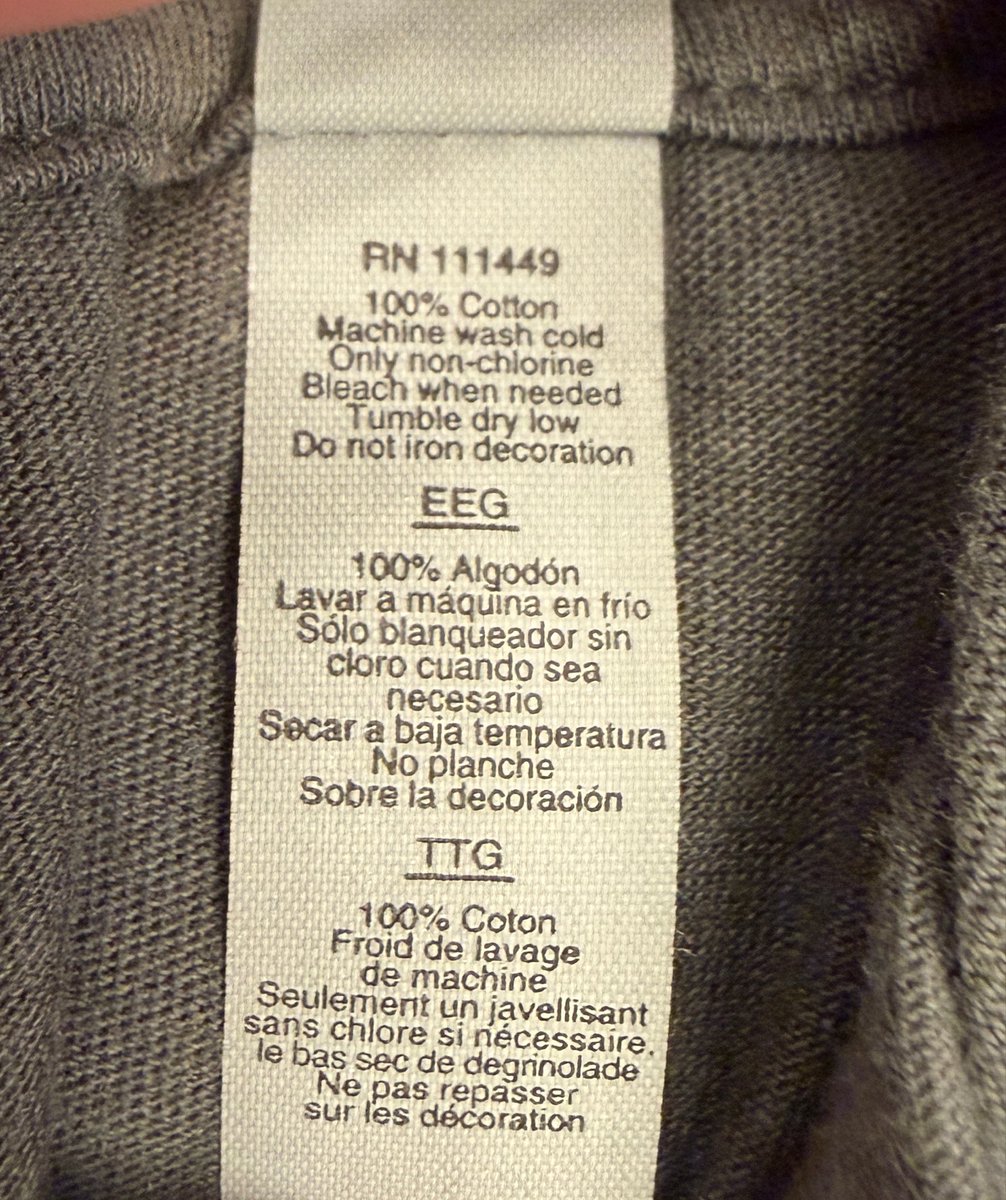 RN 111449
100% Cotton
Machine wash cold
Only non-chlorine
Bleach when needed
Tumble dry low
Do not iron decoration
EEG
100% Algodón
Lavar a máquina en frío
Sólo blanqueador sin
cloro cuando sea
necesario
Secar a baja temperatura
No planche
Sobre la decoración
TTG
100% Coton
Froid de lavage
de machine
Seulement un javellisant
sans chlore si nécessaire.
le bas sec de degrinolade
Ne pas repasser
sur les décoration